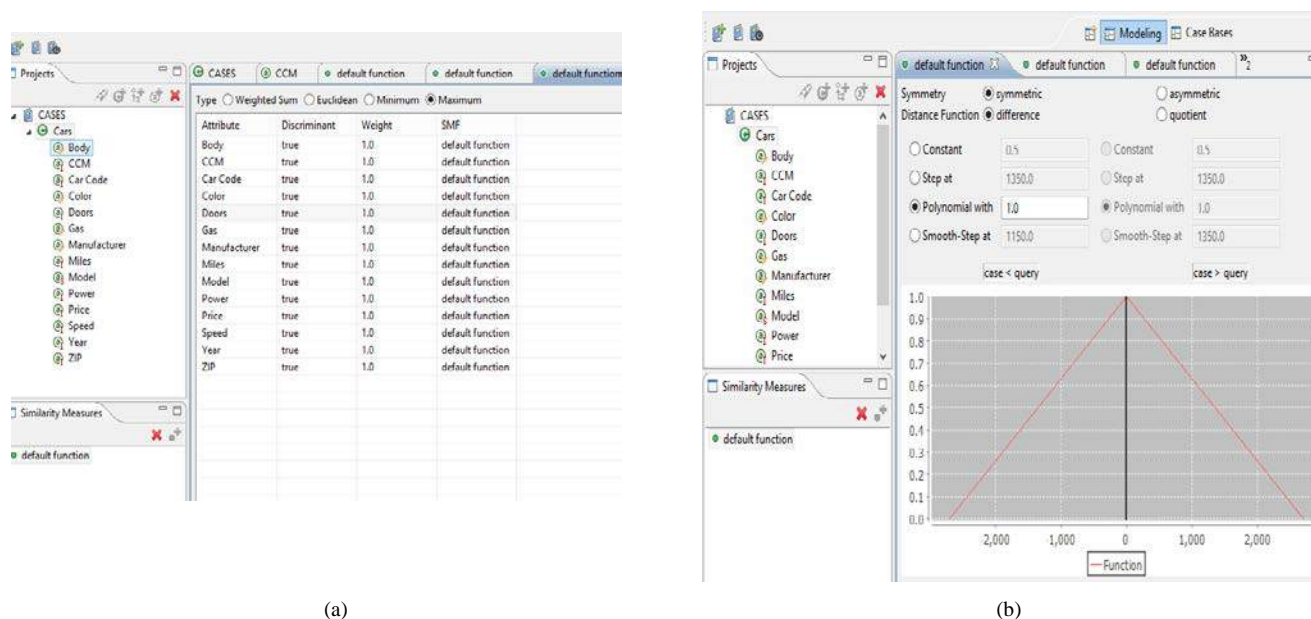 Projects
CASES
Cars
Body
CCM
Car Code
Color
Doors
Gas
Manufacturer
Miles
Model
Power
Price
Speed
Year
ZIP
Similarity Measures
default function
CASES CCM default function default function default function
Type Weighted Sum Euclidean Minimum Maximum
Attribute Discriminant Weight SMF
Body true 1.0 default function
CCM true 1.0 default function
Car Code true 1.0 default function
Color true 1.0 default function
Doors true 1.0 default function
Gas true 1.0 default function
Manufacturer true 1.0 default function
Miles true 1.0 default function
Model true 1.0 default function
Power true 1.0 default function
Price true 1.0 default function
Speed true 1.0 default function
Year true 1.0 default function
ZIP true 1.0 default function
(a)
Modeling Case Bases
Projects
CASES
Cars
Body
CCM
Car Code
Color
Doors
Gas
Manufacturer
Miles
Model
Power
Price
Similarity Measures
default function
default function default function default function »2
Symmetry symmetric asymmetric
Distance Function difference quotient
Constant 0.5 Constant 0.5
Step at 1350.0 Step at 1350.0
Polynomial with 1.0 Polynomial with 1.0
Smooth-Step at 1150.0 Smooth-Step at 1350.0
case < query case > query
1.0
0.9
0.8
0.7
0.6
0.5
0.4
0.3
0.2
0.1
0.0
-2,000 -1,000 0 1,000 2,000
Function
(b)